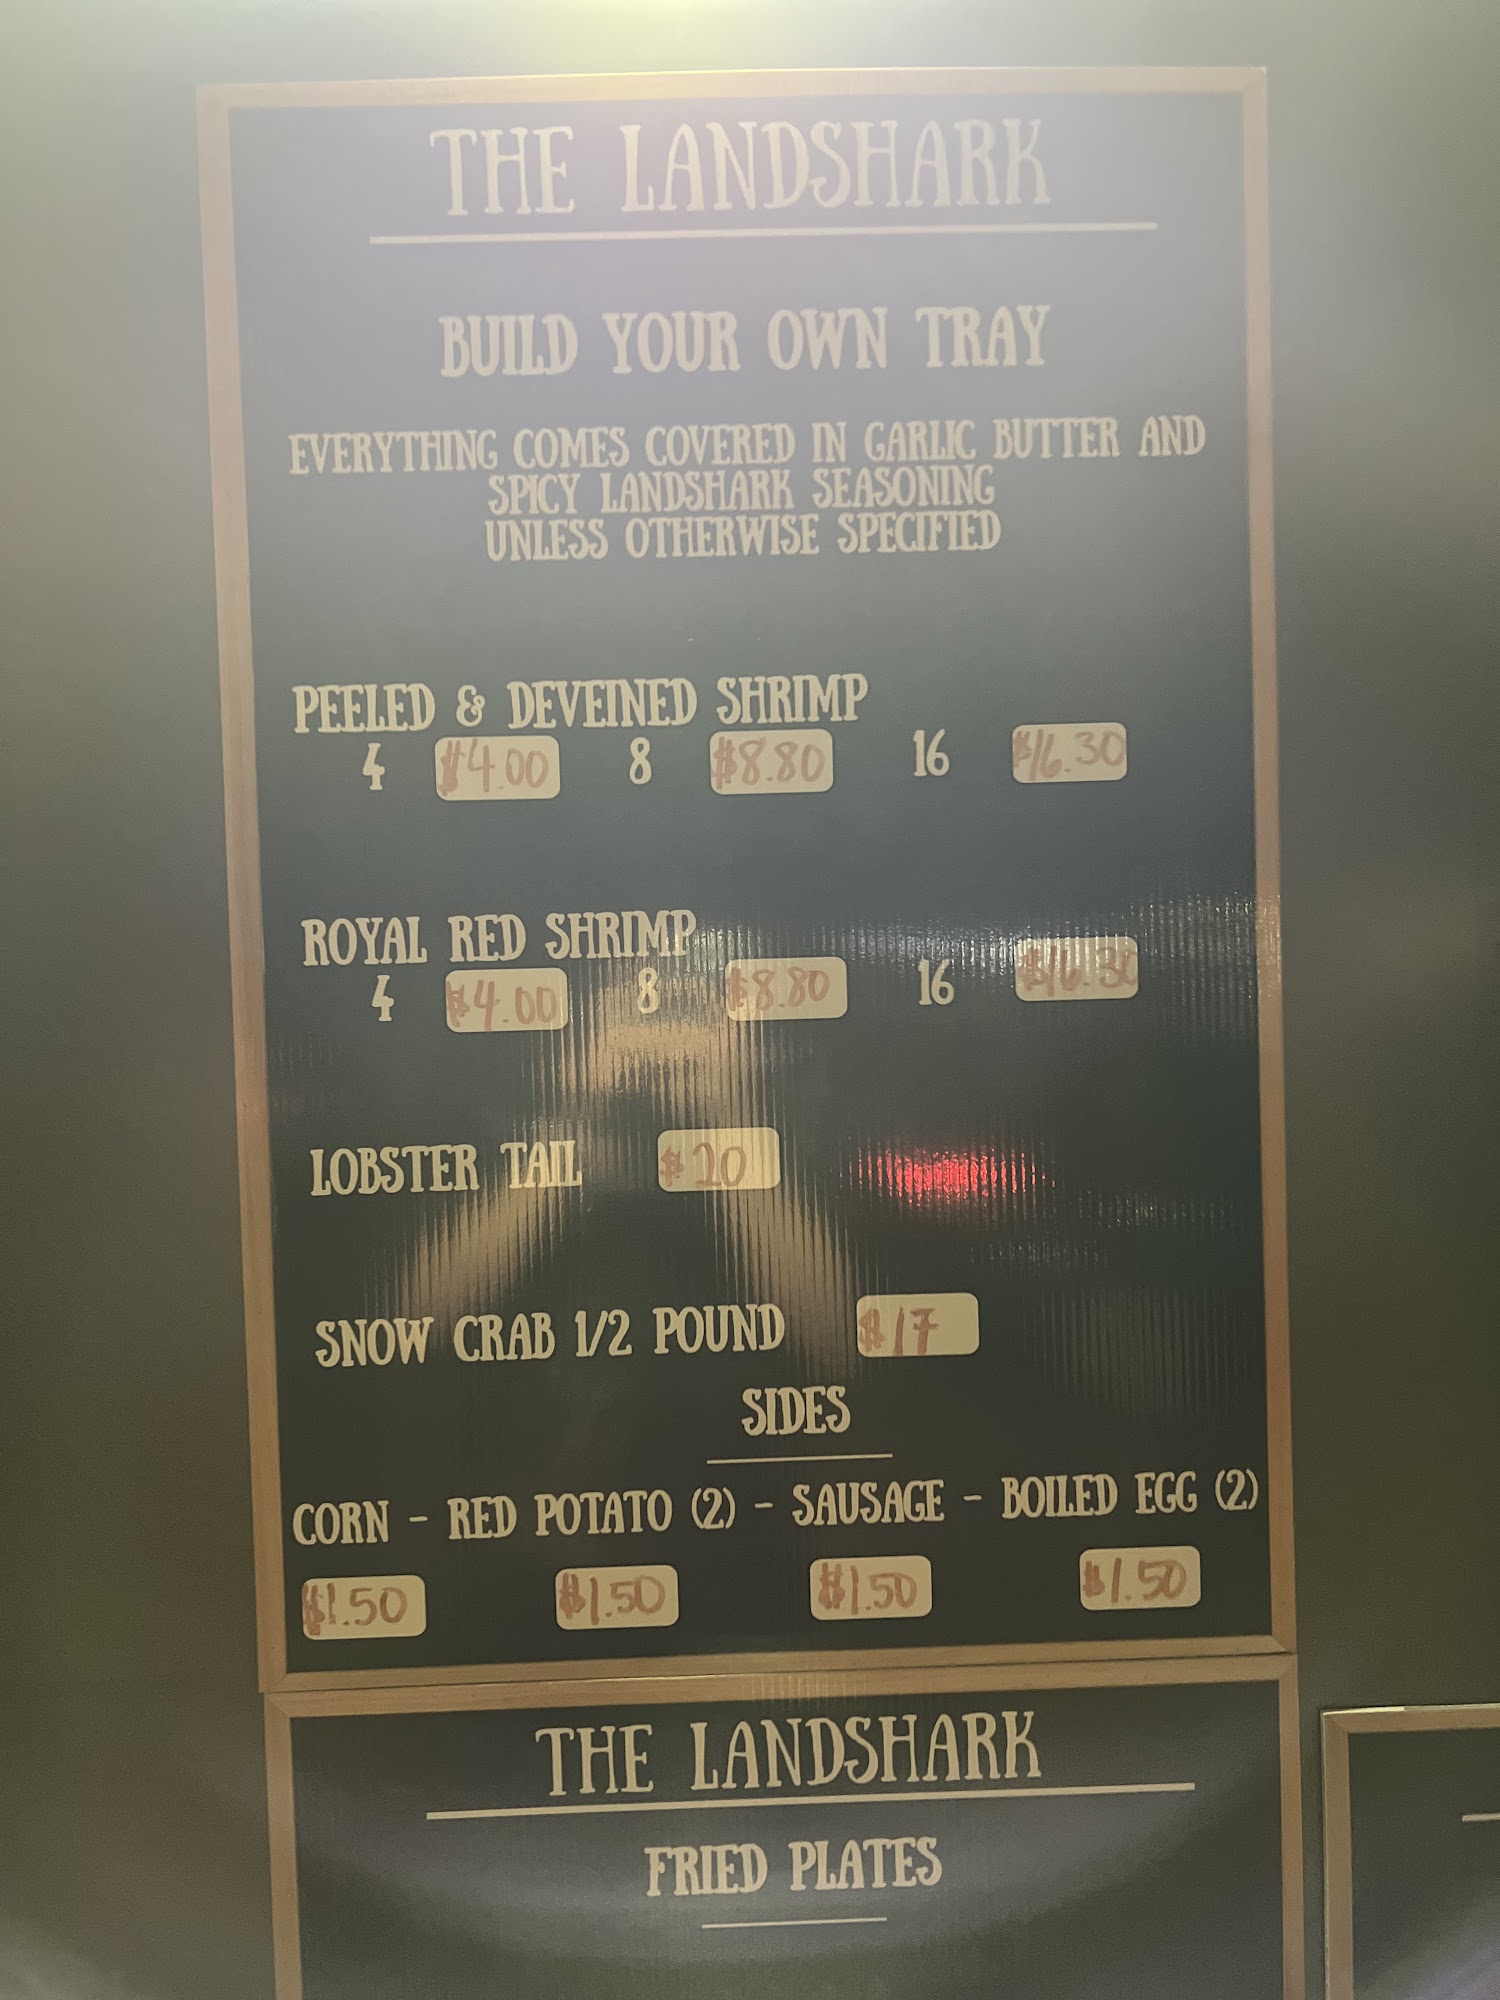 THE LANDSHARK
BUILD YOUR OWN TRAY
EVERYTHING COMES COVERED IN GARLIC BUTTER AND
SPICY LANDSHARK SEASONING
UNLESS OTHERWISE SPECIFIED
PEELED & DEVEINED SHRIMP
4 $4.00 8 $8.80 16 $16.30
ROYAL RED SHRIMP
4 $4.00 8 $8.80 16 $16.30
LOBSTER TAIL $20
SNOW CRAB 1/2 POUND $17
SIDES
CORN - RED POTATO (2) - SAUSAGE - BOILED EGG (2)
$1.50 $1.50 $1.50 $1.50
THE LANDSHARK
FRIED PLATES